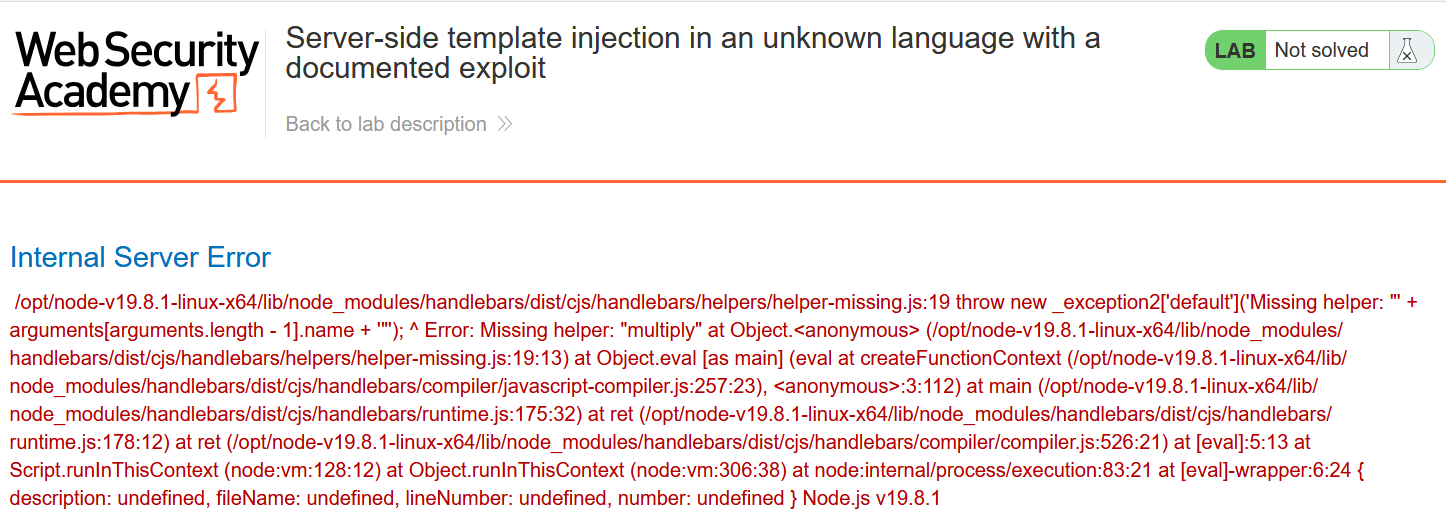 Web Security
Academy
Server-side template injection in an unknown language with a
documented exploit
Back to lab description
LAB Not solved
Internal Server Error
/opt/node-v19.8.1-linux-x64/lib/node_modules/handlebars/dist/cjs/handlebars/helpers/helper-missing.js:19 throw new _exception2['default']('Missing helper: "' +
arguments[arguments.length - 1].name + '"'); ^ Error: Missing helper: "multiply" at Object.<anonymous> (/opt/node-v19.8.1-linux-x64/lib/node_modules/
handlebars/dist/cjs/handlebars/helpers/helper-missing.js:19:13) at Object.eval [as main] (eval at createFunctionContext (/opt/node-v19.8.1-linux-x64/lib/
node_modules/handlebars/dist/cjs/handlebars/compiler/javascript-compiler.js:257:23), <anonymous>:3:112) at main (/opt/node-v19.8.1-linux-x64/lib/
node_modules/handlebars/dist/cjs/handlebars/runtime.js:175:32) at ret (/opt/node-v19.8.1-linux-x64/lib/node_modules/handlebars/dist/cjs/handlebars/
runtime.js:178:12) at ret (/opt/node-v19.8.1-linux-x64/lib/node_modules/handlebars/dist/cjs/handlebars/compiler/compiler.js:526:21) at [eval]:5:13 at
Script.runInThisContext (node:vm:128:12) at Object.runInThisContext (node:vm:306:38) at node:internal/process/execution:83:21 at [eval]-wrapper:6:24 {
description: undefined, fileName: undefined, lineNumber: undefined, number: undefined } Node.js v19.8.1